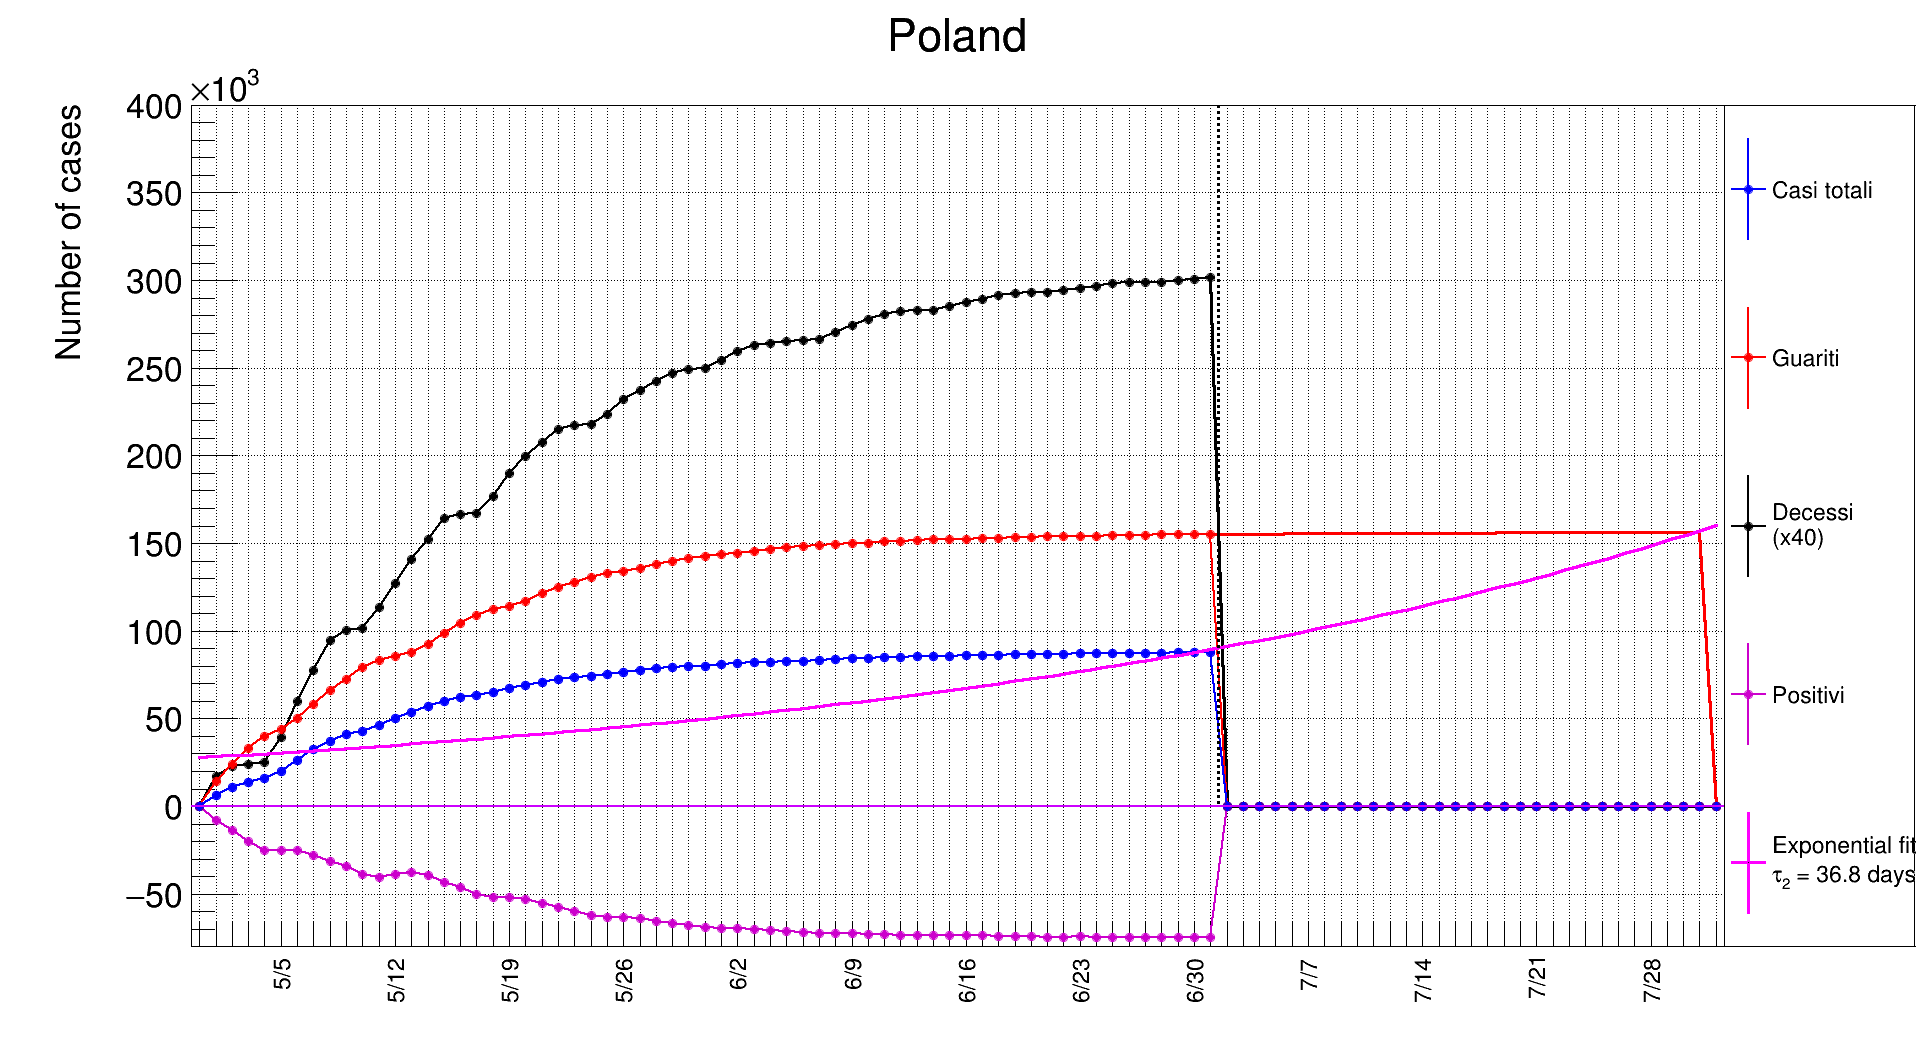 Poland
×10³
Number of cases
400
350
300
250
200
150
100
50
0
−50
5/5
5/12
5/19
5/26
6/2
6/9
6/16
6/23
6/30
7/7
7/14
7/21
7/28
Casi totali
Guariti
Decessi
(x40)
Positivi
Exponential fit
τ₂ = 36.8 days